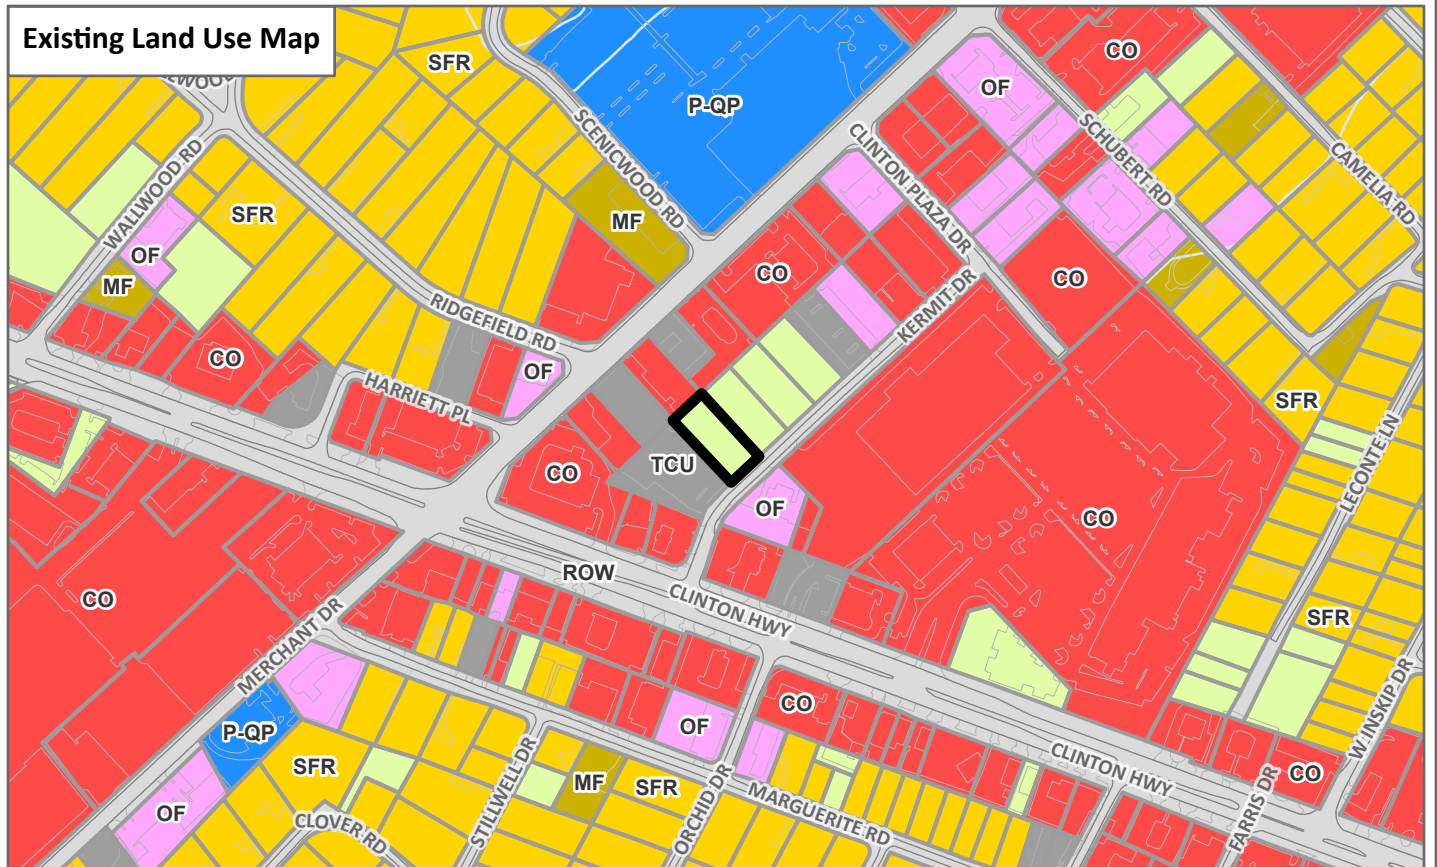 Existing Land Use Map
SFR
P-QP
CO
OF
SCENICWOOD RD
CLINTON PLAZA DR
SCHUBERT RD
CAMELIA RD
WALLWOOD RD
SFR
MF
OF
MF
CO
CO
KERMIT DR
RIDGEFIELD RD
CO
OF
HARRIETT PL
SFR
LECONTE LN
TCU
CO
OF
CO
ROW
CLINTON HWY
CO
MERCHANT DR
SFR
W INSKIP DR
P-QP
OF
CO
SFR
CLINTON HWY
CO
STILLWELL DR
MF
SFR
ORCHID DR
MARGUERITE RD
FARRIS DR
OF
CLOVER RD